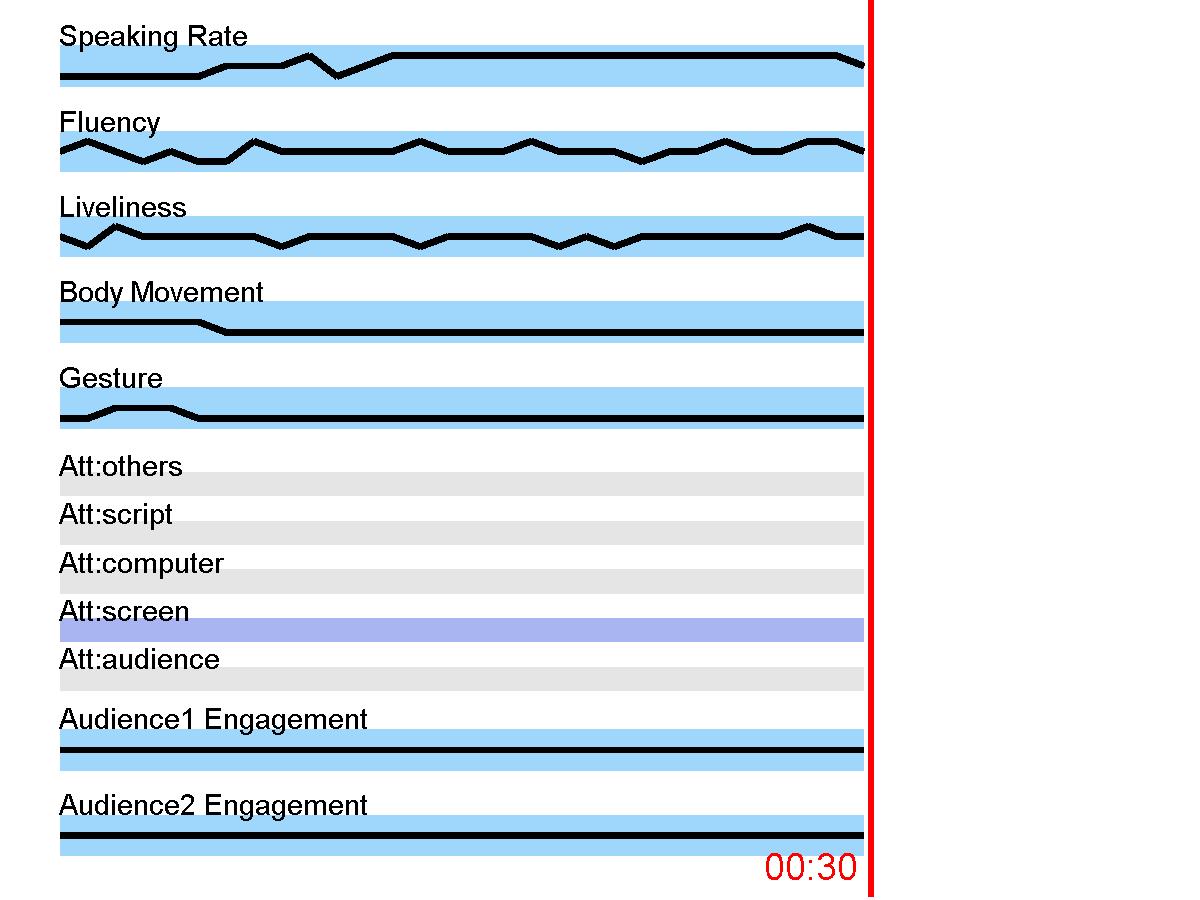 Speaking Rate
Fluency
Liveliness
Body Movement
Gesture
Att:others
Att:script
Att:computer
Att:screen
Att:audience
Audience1 Engagement
Audience2 Engagement
00:30